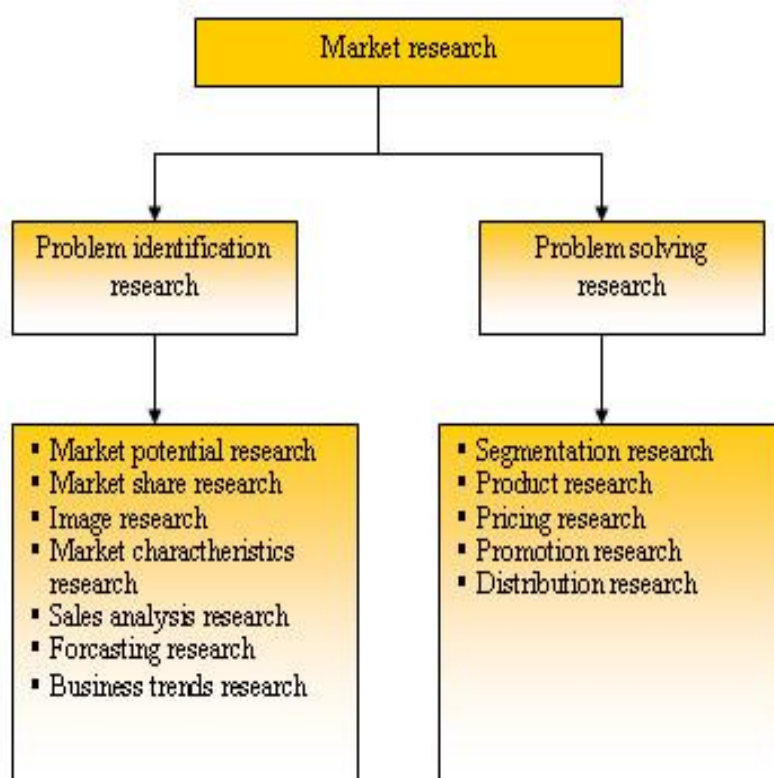 Market research
Problem identification
research
Problem solving
research
▪ Market potential research
▪ Market share research
▪ Image research
▪ Market charactheristics
research
▪ Sales analysis research
▪ Forcasting research
▪ Business trends research
▪ Segmentation research
▪ Product research
▪ Pricing research
▪ Promotion research
▪ Distribution research